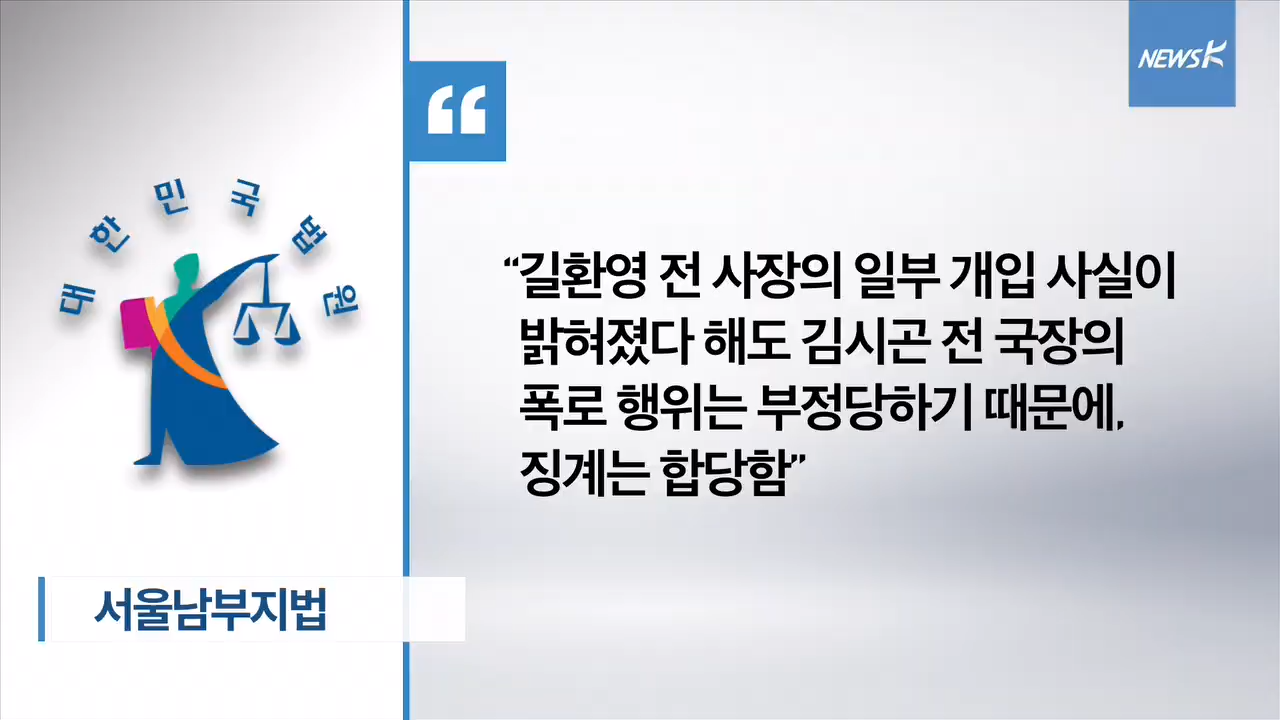 NEWSK
대한민국법원
“길환영 전 사장의 일부 개입 사실이
밝혀졌다 해도 김시곤 전 국장의
폭로 행위는 부정당하기 때문에,
징계는 합당함”
서울남부지법